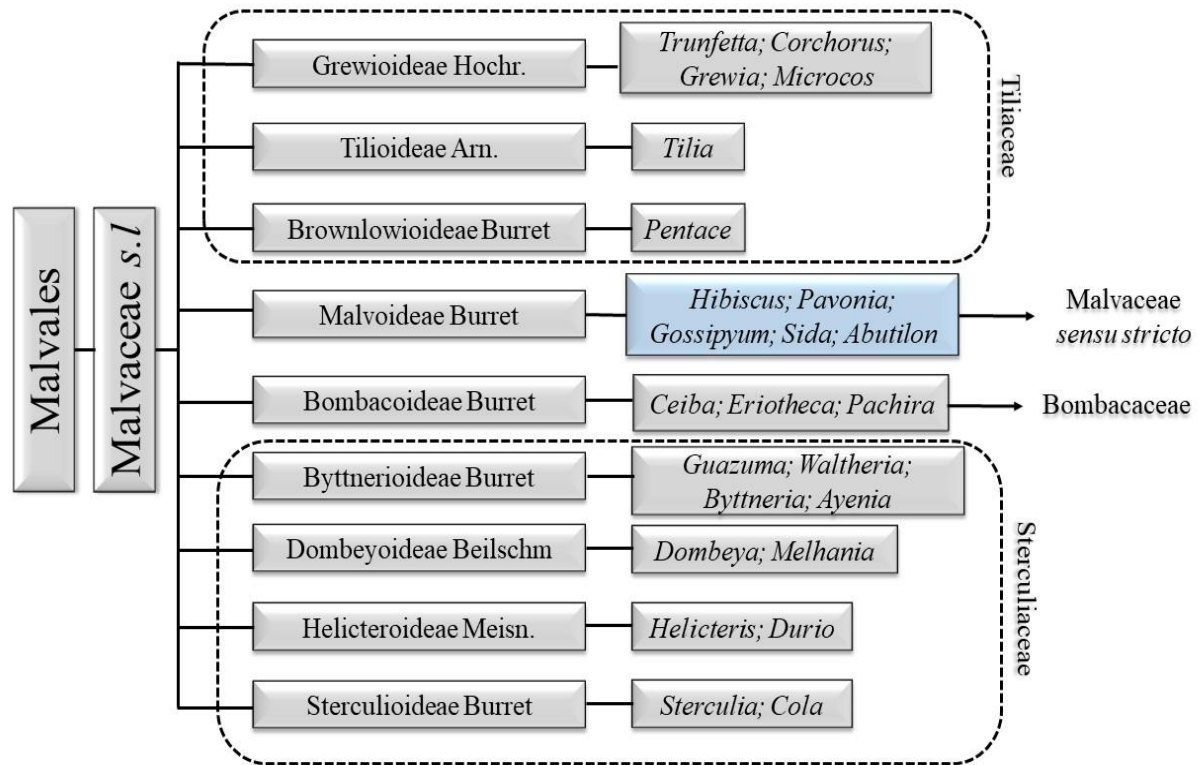 Malvales
Malvaceae s.l
Grewioideae Hochr.
Trunfetta; Corchorus;
Grewia; Microcos
Tilioideae Arn.
Tilia
Brownlowioideae Burret
Pentace
Tiliaceae
Malvoideae Burret
Hibiscus; Pavonia;
Gossipyum; Sida; Abutilon
Malvaceae
sensu stricto
Bombacoideae Burret
Ceiba; Eriotheca; Pachira
Bombacaceae
Byttnerioideae Burret
Guazuma; Waltheria;
Byttneria; Ayenia
Dombeyoideae Beilschm
Dombeya; Melhania
Helicteroideae Meisn.
Helicteris; Durio
Sterculioideae Burret
Sterculia; Cola
Sterculiaceae